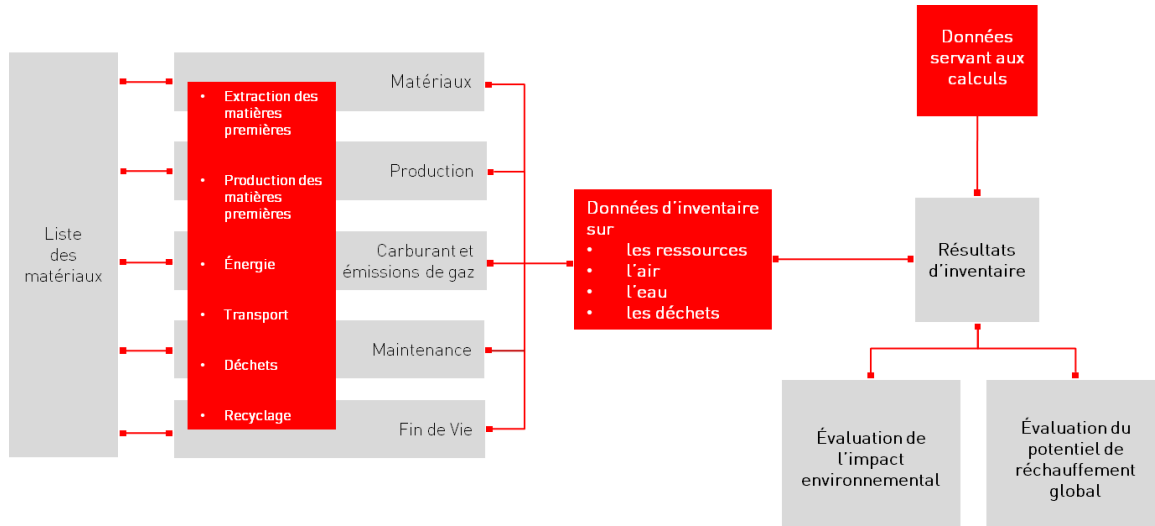 Liste
des
matériaux
Matériaux
Production
Carburant et
émissions de gaz
Maintenance
Fin de Vie
• Extraction des
matières
premières
• Production des
matières
premières
• Énergie
• Transport
• Déchets
• Recyclage
Données d'inventaire
sur
• les ressources
• l'air
• l'eau
• les déchets
Données
servant aux
calculs
Résultats
d'inventaire
Évaluation de
l'impact
environnemental
Évaluation du
potentiel de
réchauffement
global